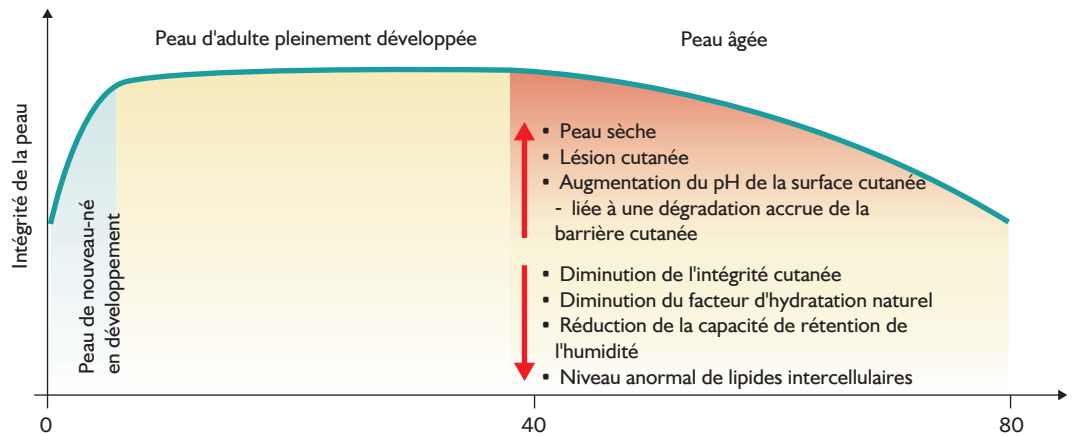 Peau d'adulte pleinement développée
Peau âgée
Intégrité de la peau
Peau de nouveau-né
en développement
▪ Peau sèche
▪ Lésion cutanée
▪ Augmentation du pH de la surface cutanée
- liée à une dégradation accrue de la
barrière cutanée
▪ Diminution de l'intégrité cutanée
▪ Diminution du facteur d'hydratation naturel
▪ Réduction de la capacité de rétention de
l'humidité
▪ Niveau anormal de lipides intercellulaires
0
40
80